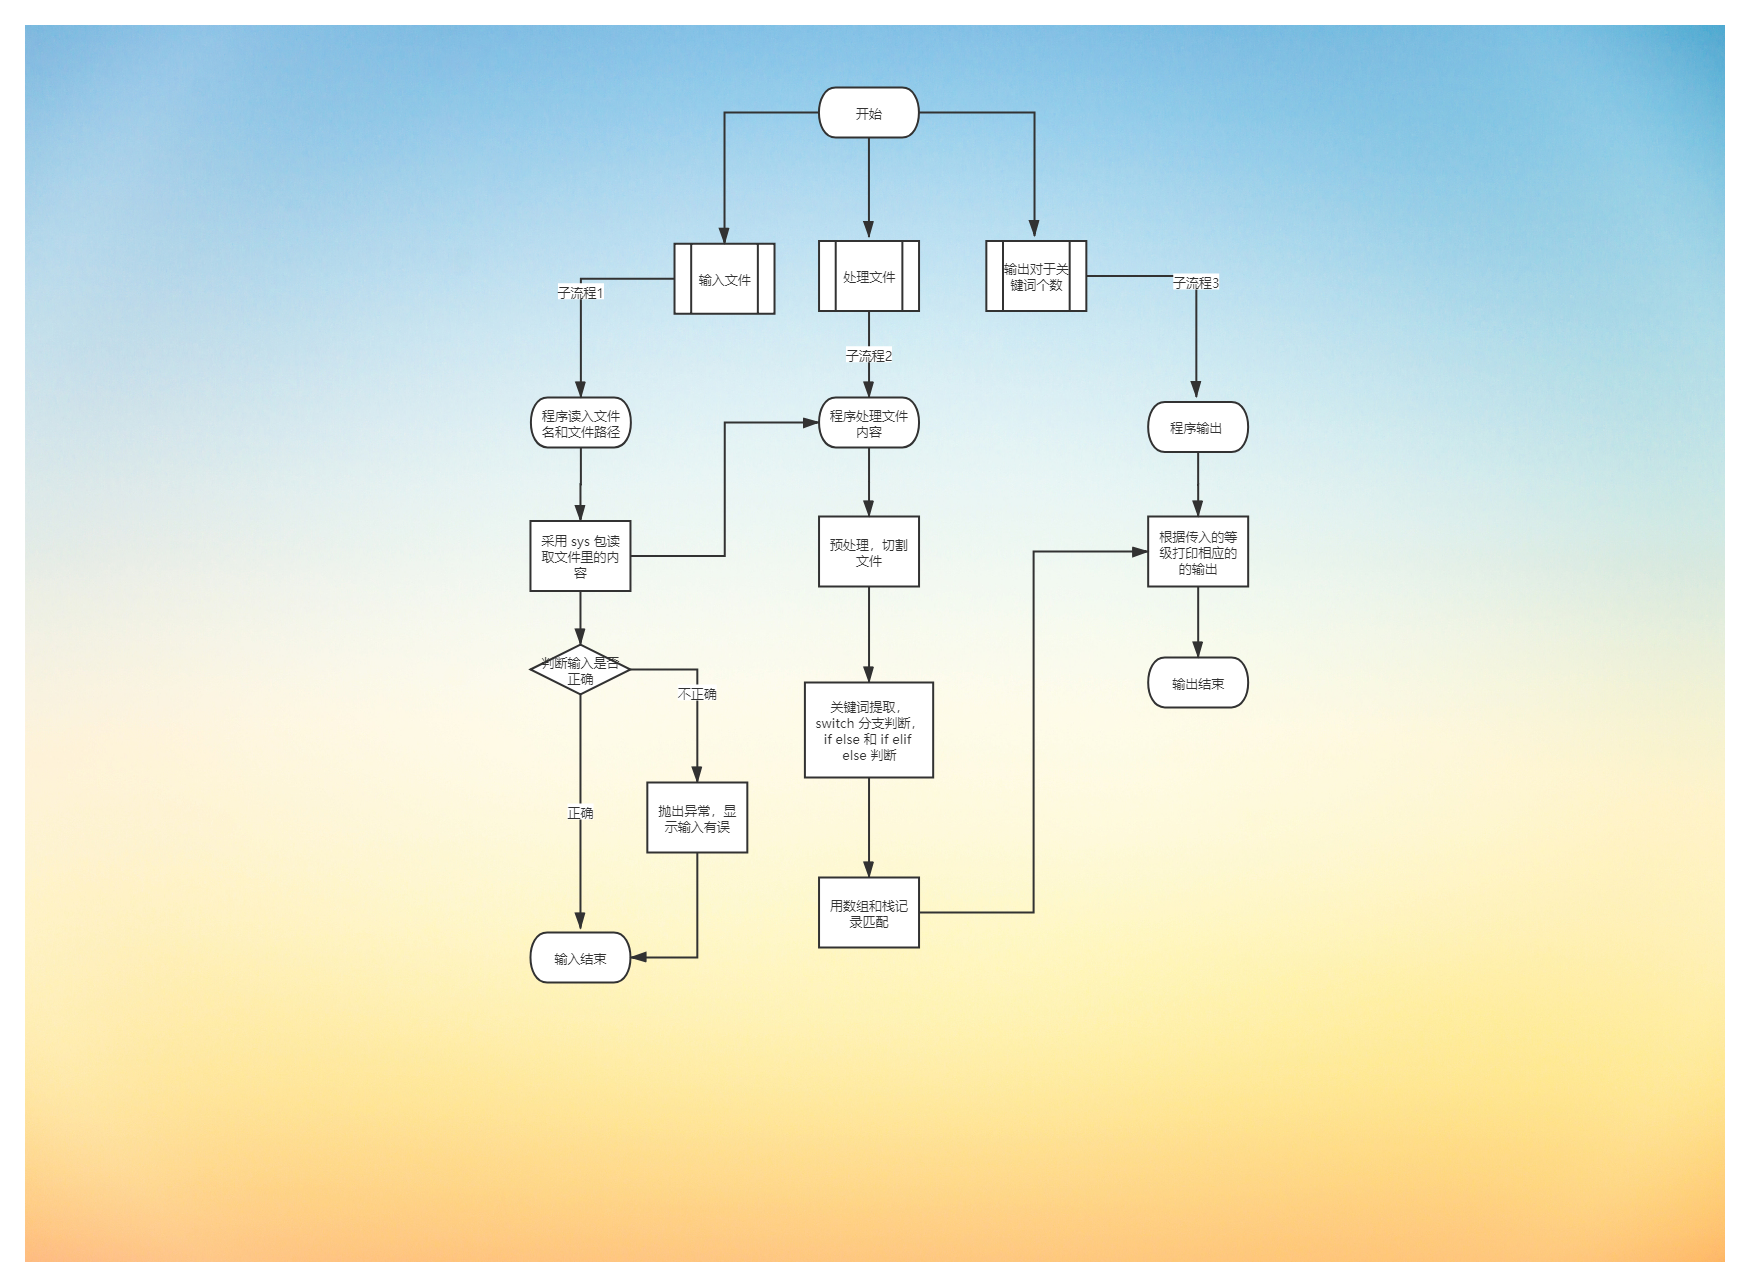 开始
输入文件
处理文件
输出对于关
键词个数
子流程1
子流程2
子流程3
程序读入文件
名和文件路径
程序处理文件
内容
程序输出
采用 sys 包读
取文件里的内
容
预处理，切割
文件
根据传入的等
级打印相应的
的输出
判断输入是否
正确
不正确
关键词提取，
switch 分支判断，
if else 和 if elif
else 判断
输出结束
正确
抛出异常，显
示输入有误
用数组和栈记
录匹配
输入结束